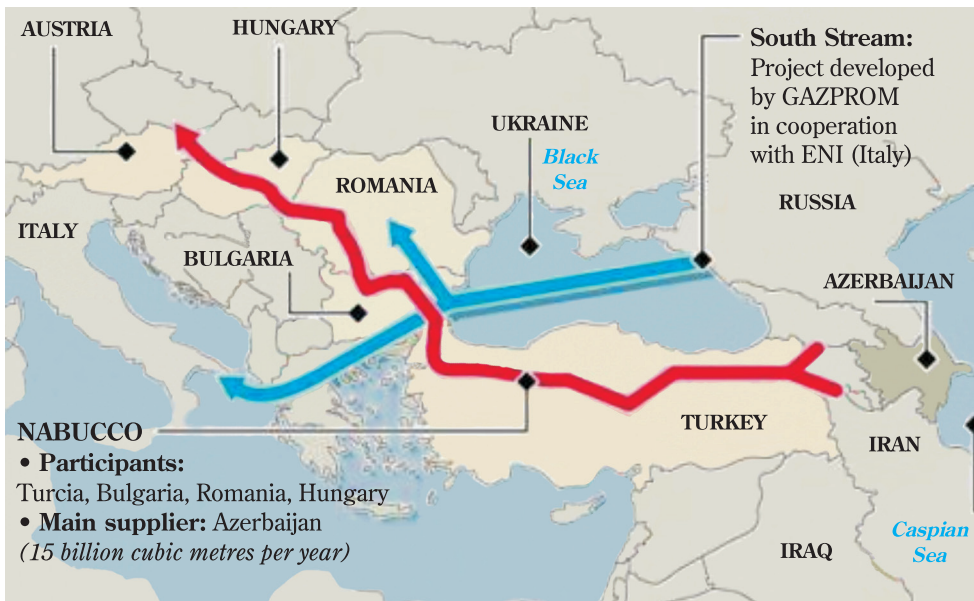 AUSTRIA
HUNGARY
South Stream:
Project developed
by GAZPROM
in cooperation
with ENI (Italy)
UKRAINE
Black
Sea
ROMANIA
RUSSIA
ITALY
BULGARIA
AZERBAIJAN
TURKEY
NABUCCO
• Participants:
Turcia, Bulgaria, Romania, Hungary
• Main supplier: Azerbaijan
(15 billion cubic metres per year)
IRAN
Caspian
Sea
IRAQ